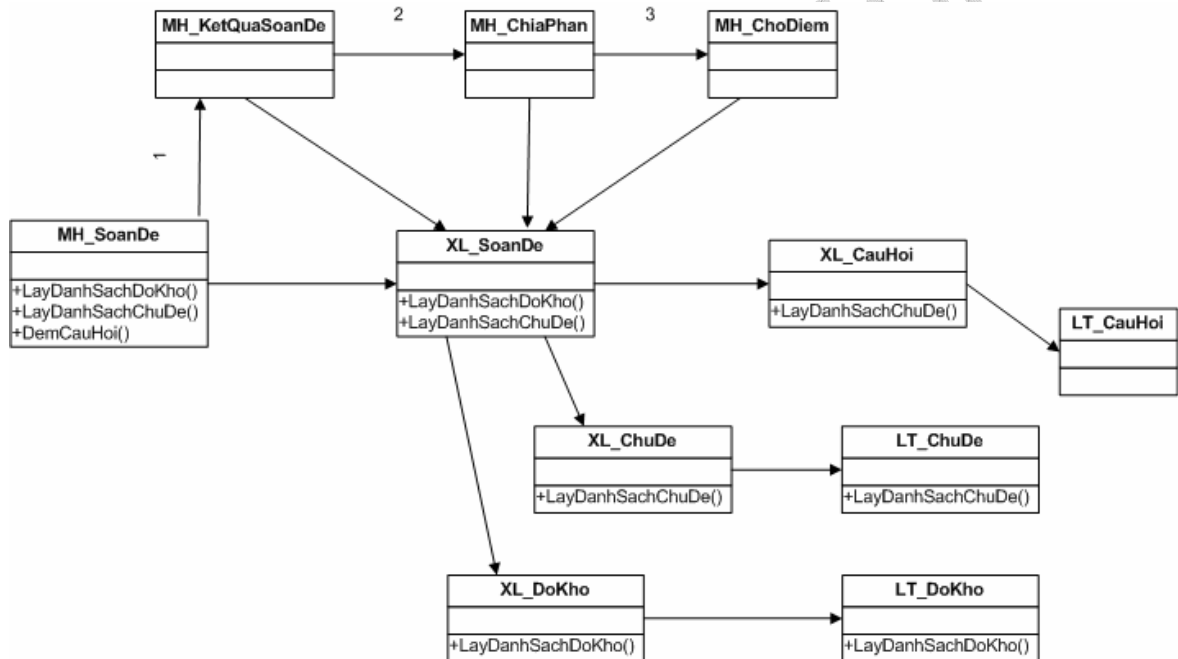 MH_KetQuaSoanDe
2
MH_ChiaPhan
3
MH_ChoDiem
1
MH_SoanDe
+LayDanhSachDoKho()
+LayDanhSachChuDe()
+DemCauHoi()
XL_SoanDe
+LayDanhSachDoKho()
+LayDanhSachChuDe()
XL_CauHoi
+LayDanhSachChuDe()
LT_CauHoi
XL_ChuDe
+LayDanhSachChuDe()
LT_ChuDe
+LayDanhSachChuDe()
XL_DoKho
+LayDanhSachDoKho()
LT_DoKho
+LayDanhSachDoKho()